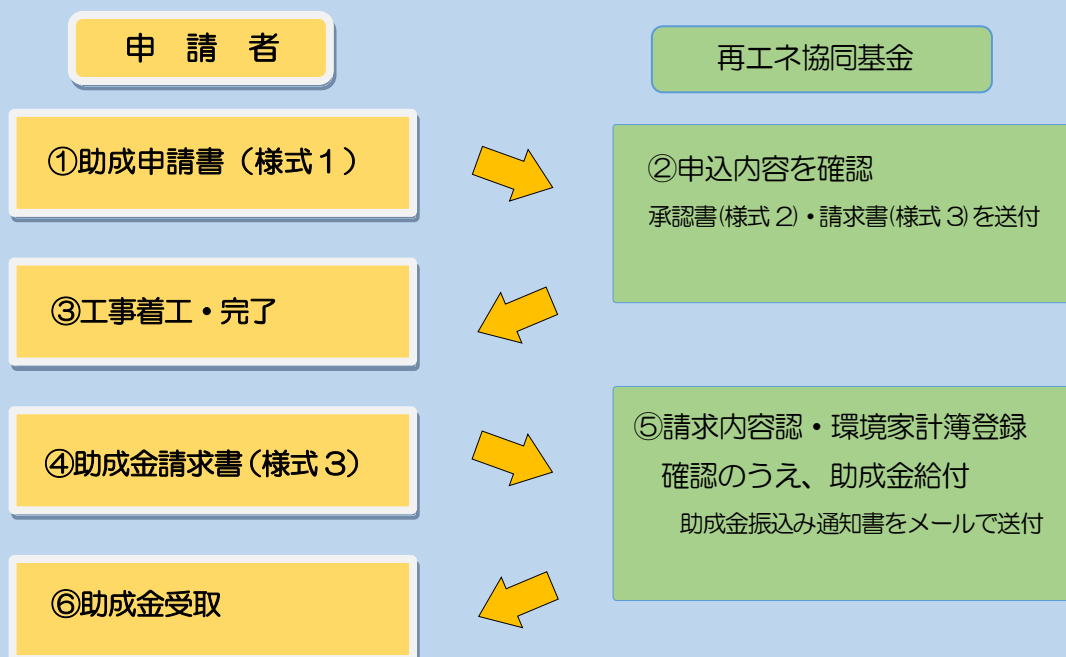 申 請 者
再エネ協同基金
①助成申請書（様式１）
②申込内容を確認
承認書(様式２)・請求書(様式３)を送付
③工事着工・完了
④助成金請求書（様式３）
⑤請求内容認・環境家計簿登録
確認のうえ、助成金給付
助成金振込み通知書をメールで送付
⑥助成金受取